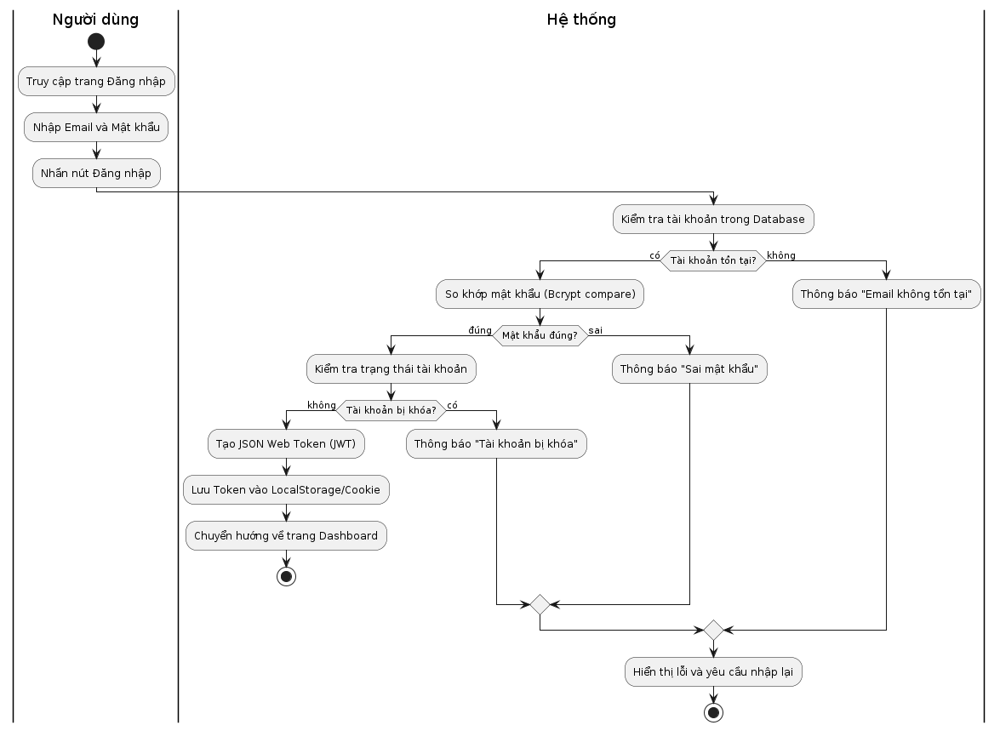 Người dùng
Hệ thống
Truy cập trang Đăng nhập
Nhập Email và Mật khẩu
Nhấn nút Đăng nhập
Kiểm tra tài khoản trong Database
có
Tài khoản tồn tại?
không
So khớp mật khẩu (Bcrypt compare)
Thông báo "Email không tồn tại"
đúng
Mật khẩu đúng?
sai
Kiểm tra trạng thái tài khoản
Thông báo "Sai mật khẩu"
không
Tài khoản bị khóa?
có
Tạo JSON Web Token (JWT)
Thông báo "Tài khoản bị khóa"
Lưu Token vào LocalStorage/Cookie
Chuyển hướng về trang Dashboard
Hiển thị lỗi và yêu cầu nhập lại